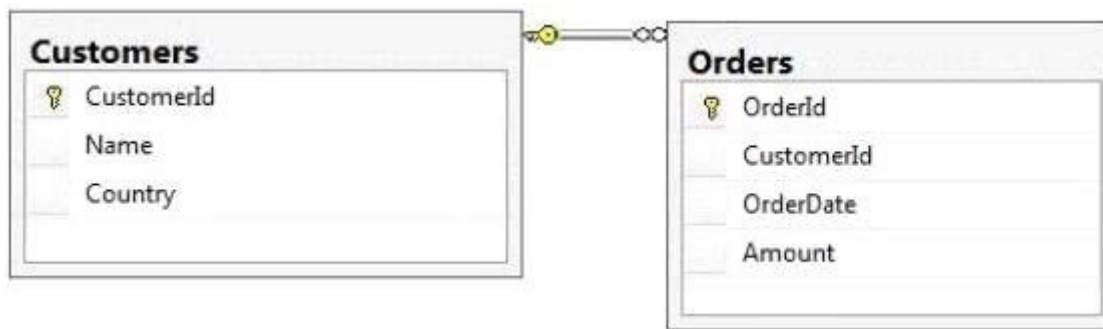 Customers
CustomerId
Name
Country
Orders
OrderId
CustomerId
OrderDate
Amount